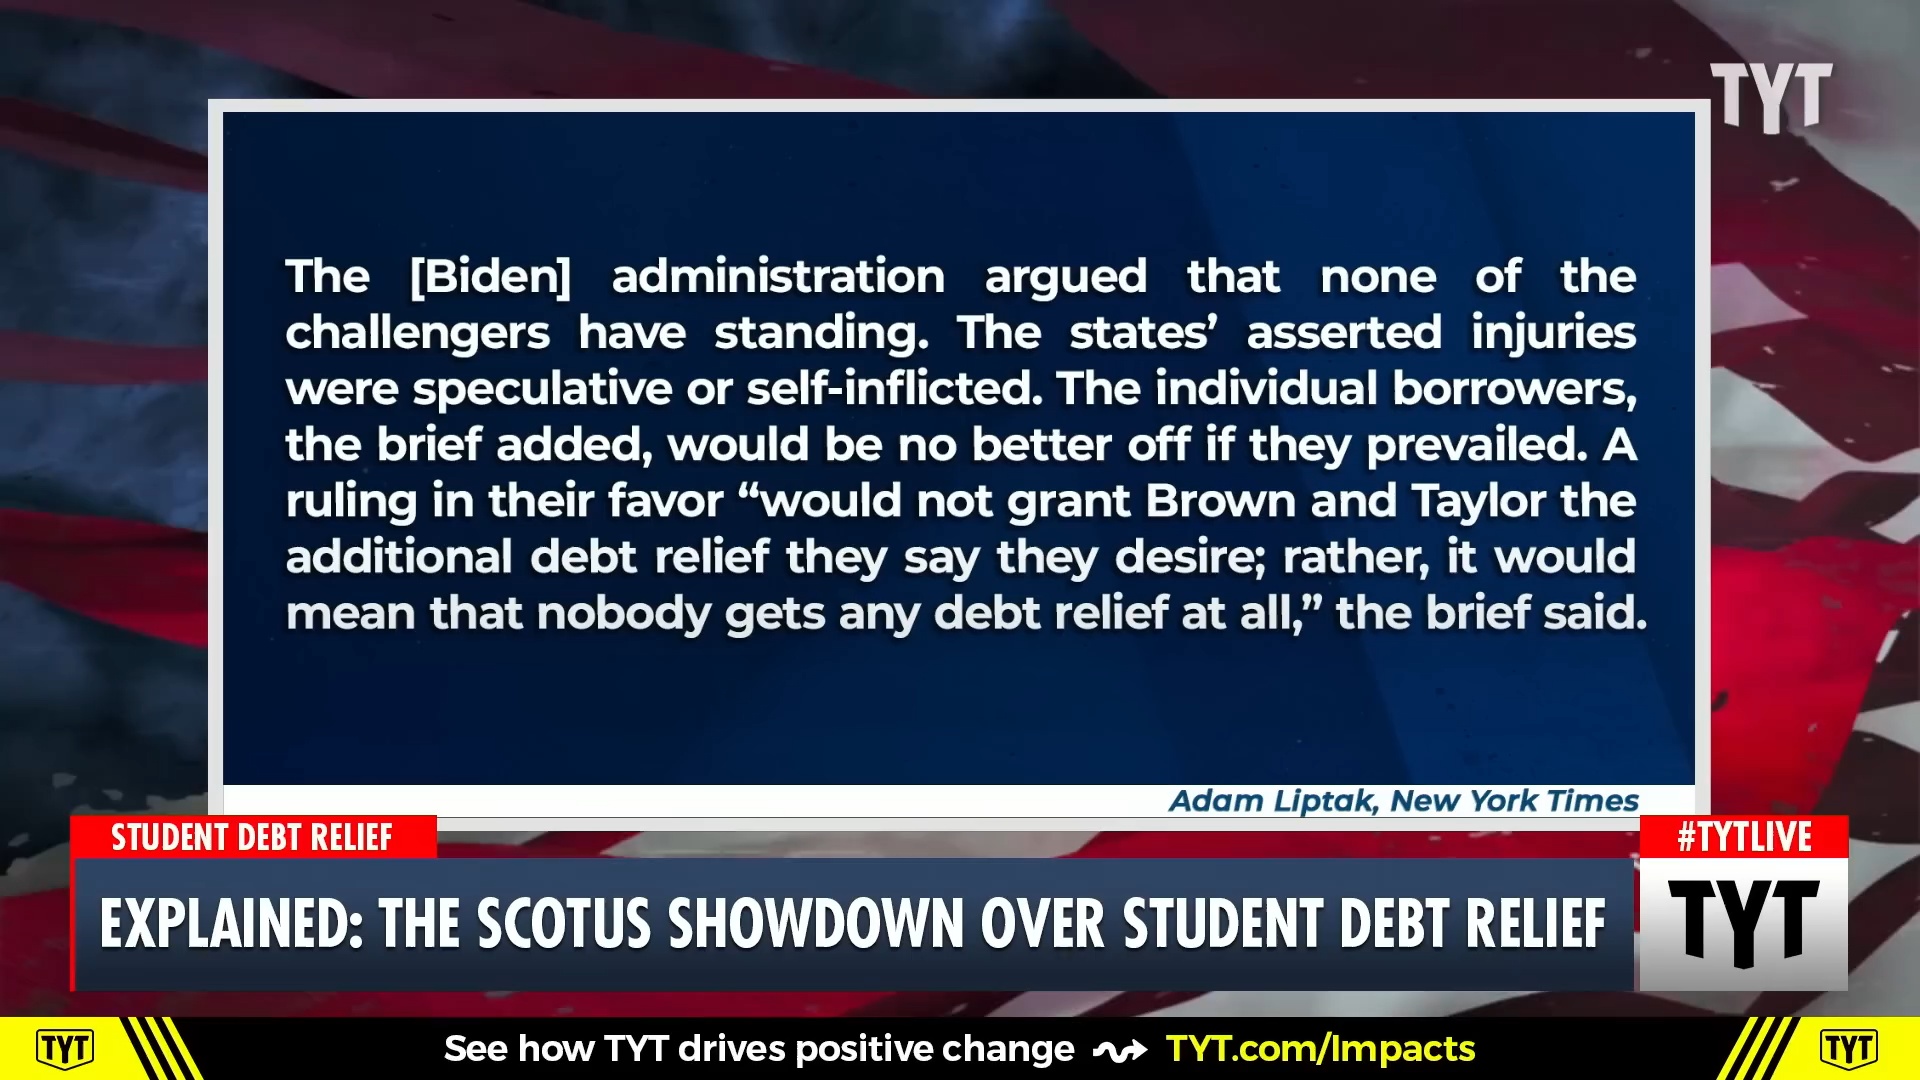 TYT
The [Biden] administration argued that none of the
challengers have standing. The states’ asserted injuries
were speculative or self-inflicted. The individual borrowers,
the brief added, would be no better off if they prevailed. A
ruling in their favor “would not grant Brown and Taylor the
additional debt relief they say they desire; rather, it would
mean that nobody gets any debt relief at all,” the brief said.
Adam Liptak, New York Times
STUDENT DEBT RELIEF
#TYTLIVE
EXPLAINED: THE SCOTUS SHOWDOWN OVER STUDENT DEBT RELIEF
TYT
TYT
See how TYT drives positive change
TYT.com/Impacts
TYT